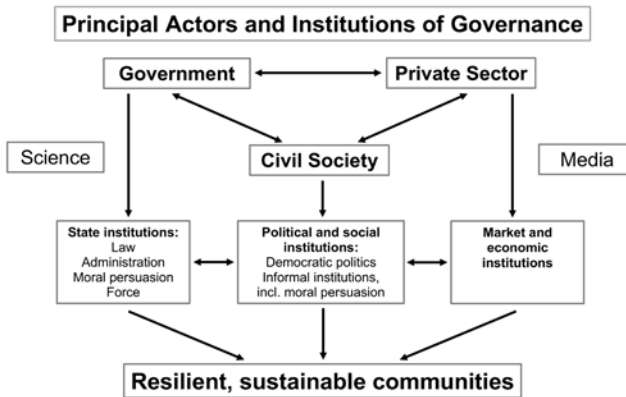 Principal Actors and Institutions of Governance
Government
Private Sector
Science
Civil Society
Media
State institutions:
Law
Administration
Moral persuasion
Force
Political and social
institutions:
Democratic politics
Informal institutions,
incl. moral persuasion
Market and
economic
institutions
Resilient, sustainable communities